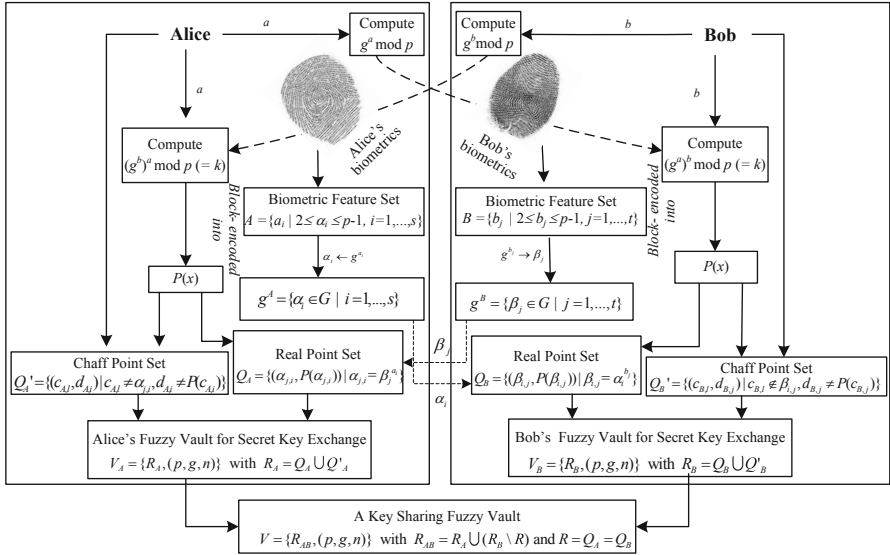 Alice
a
Compute
g^a mod p
Compute
g^b mod p
b
Bob
a
b
Alice's
biometrics
Bob's
biometrics
Compute
(g^b)^a mod p (= k)
Compute
(g^a)^b mod p (= k)
Block- encoded
into
Block- encoded
into
Biometric Feature Set
A = {a_i | 2≤ α_i ≤p-1, i=1,...,s}
Biometric Feature Set
B = {b_j | 2≤ b_j ≤p-1, j=1,...,t}
α_i ← g^{a_i}
g^{b_i} → β_j
P(x)
P(x)
g^A = {α_i ∈ G | i = 1,...,s}
g^B = {β_j ∈ G | j = 1,...,t}
β_j
α_i
Chaff Point Set
Q_A' = {(c_{A,i}, d_{A,i}) | c_{A,i} ≠ α_{j,i}, d_{A,i} ≠ P(c_{A,i})}
Real Point Set
Q_A = {(α_{j,i}, P(α_{j,i})) | α_{j,i} = β_j^{a_i}}
Real Point Set
Q_B = {(β_{i,j}, P(β_{i,j})) | β_{i,j} = α_i^{b_j}}
Chaff Point Set
Q_B' = {(c_{B,l}, d_{B,j}) | c_{B,l} ∉ β_{i,j}, d_{B,j} ≠ P(c_{B,j})}
Alice's Fuzzy Vault for Secret Key Exchange
V_A = {R_A, (p, g, n)} with R_A = Q_A ∪ Q'_A
Bob's Fuzzy Vault for Secret Key Exchange
V_B = {R_B, (p, g, n)} with R_B = Q_B ∪ Q'_B
A Key Sharing Fuzzy Vault
V = {R_{AB}, (p, g, n)} with R_{AB} = R_A ∪ (R_B \ R) and R = Q_A = Q_B